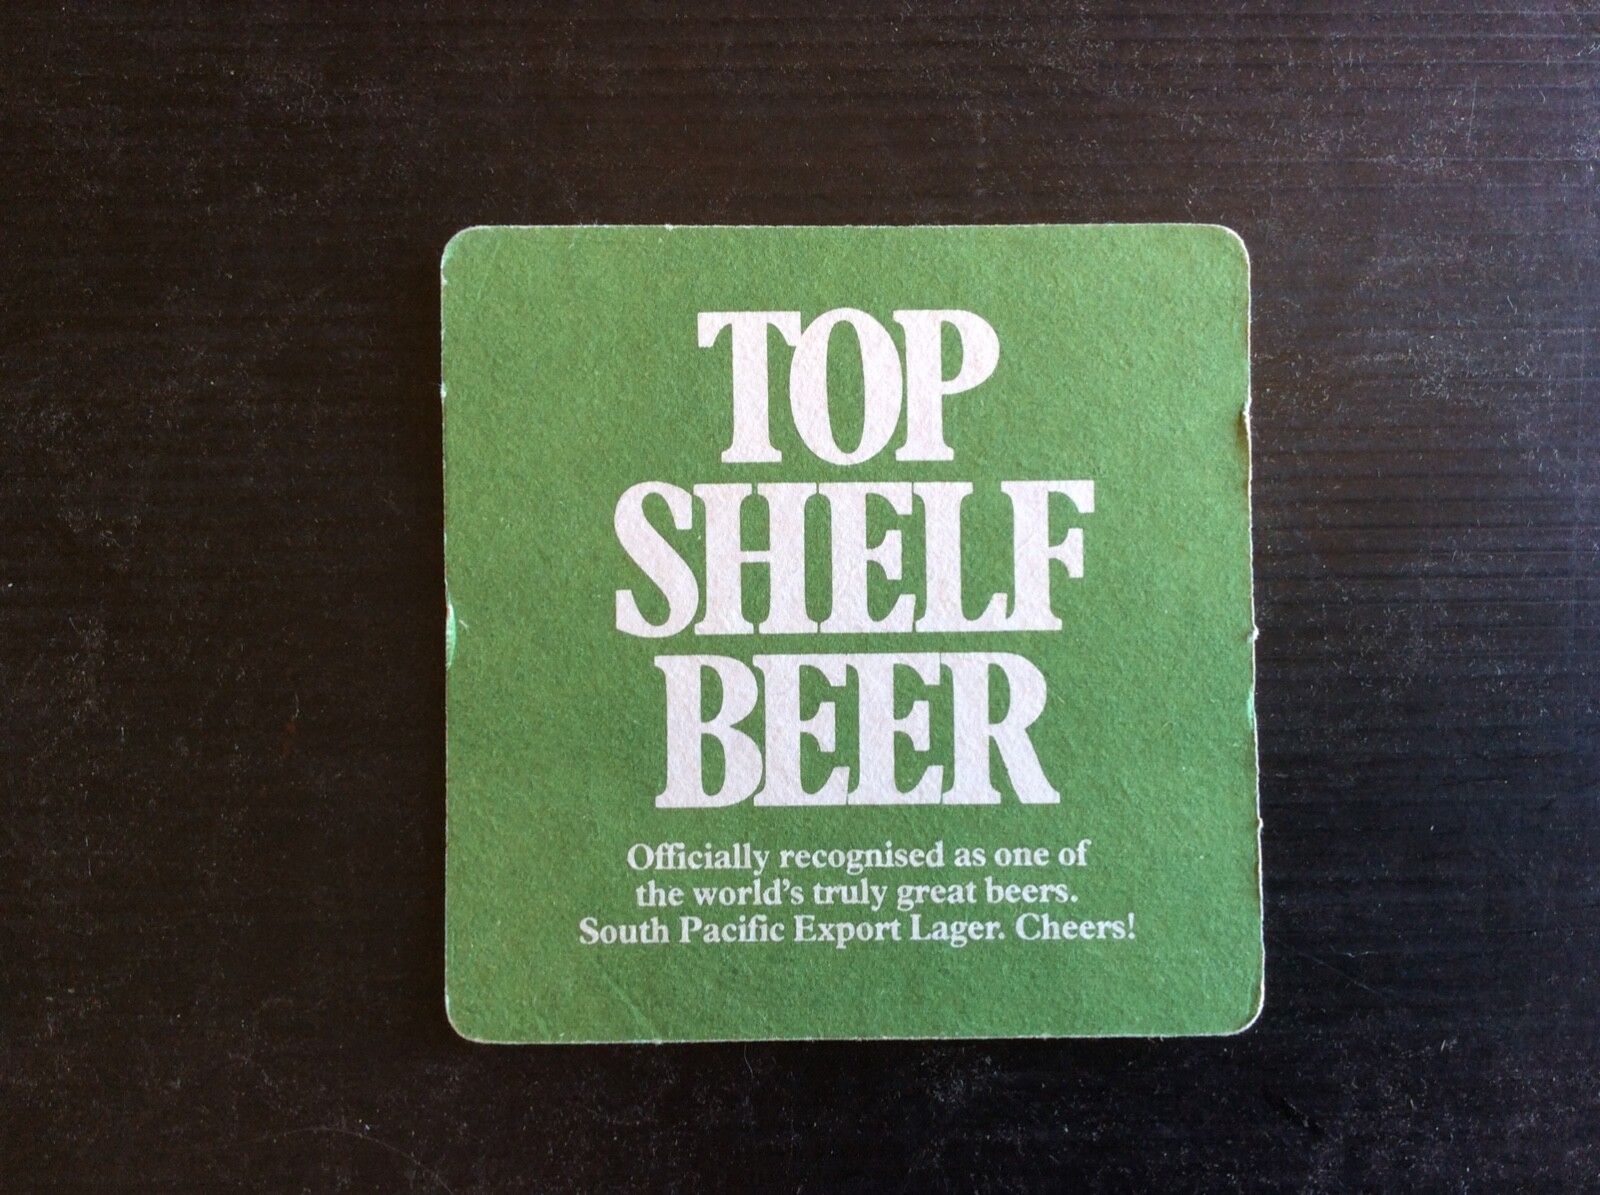 TOP
SHELF
BEER
Officially recognised as one of
the world's truly great beers.
South Pacific Export Lager. Cheers!